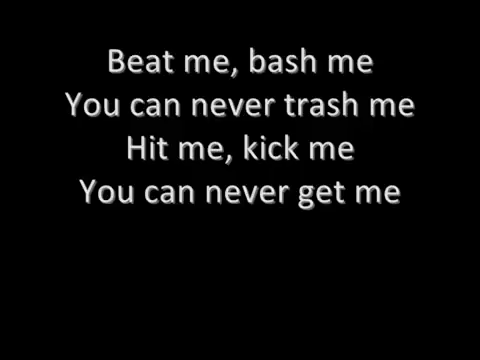 Beat me, bash me
You can never trash me
Hit me, kick me
You can never get me